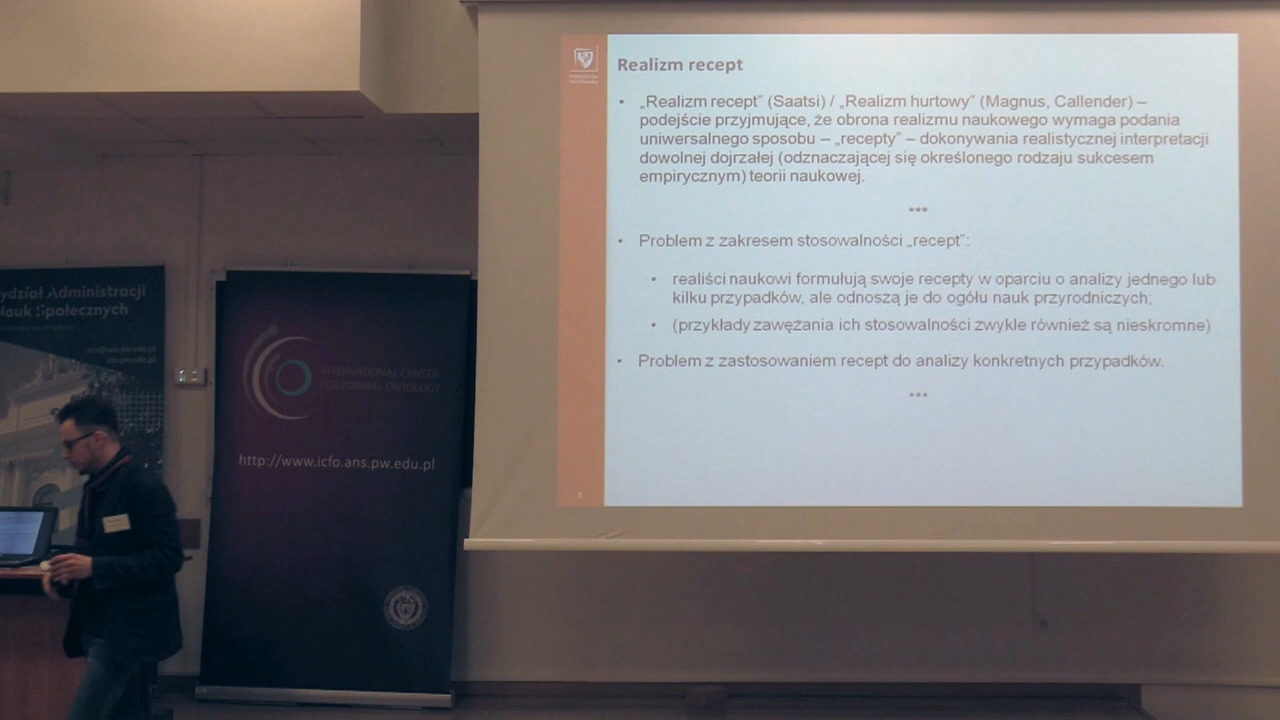 Realizm recept
• „Realizm recept” (Saatsi) / „Realizm hurtowy” (Magnus, Callender) –
podejście przyjmujące, że obrona realizmu naukowego wymaga podania
uniwersalnego sposobu – „recepty” – dokonywania realistycznej interpretacji
dowolnej dojrzałej (odznaczającej się określonego rodzaju sukcesem
empirycznym) teorii naukowej.
***
• Problem z zakresem stosowalności „recept”:
• realiści naukowi formułują swoje recepty w oparciu o analizy jednego lub
kilku przypadków, ale odnoszą je do ogółu nauk przyrodniczych;
• (przykłady zawężania ich stosowalności zwykle również są nieskromne)
• Problem z zastosowaniem recept do analizy konkretnych przypadków.
***
ydział Administracji
Nauk Społecznych
INTERNATIONAL CENTER
FOR FORMAL ONTOLOGY
http://www.icfo.ans.pw.edu.pl